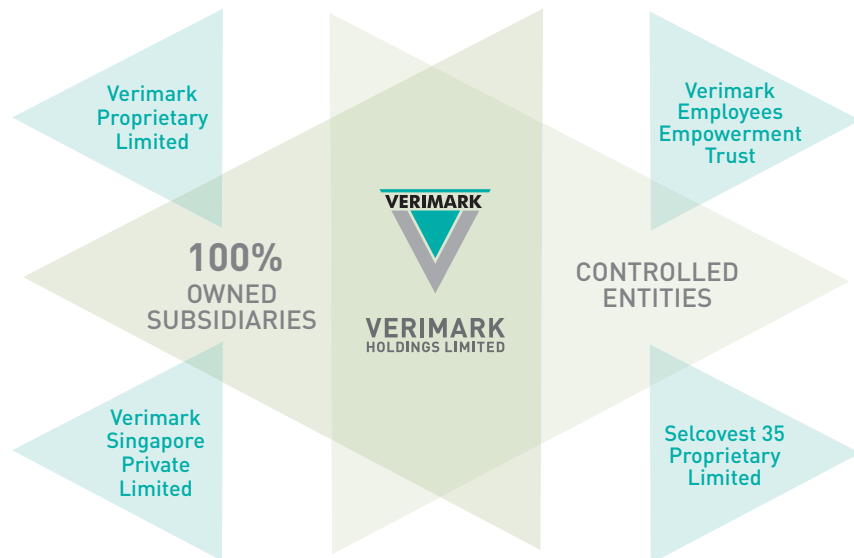 Verimark
Proprietary
Limited
Verimark
Employees
Empowerment
Trust
VERIMARK
100%
OWNED
SUBSIDIARIES
VERIMARK
HOLDINGS LIMITED
CONTROLLED
ENTITIES
Verimark
Singapore
Private
Limited
Selcovest 35
Proprietary
Limited